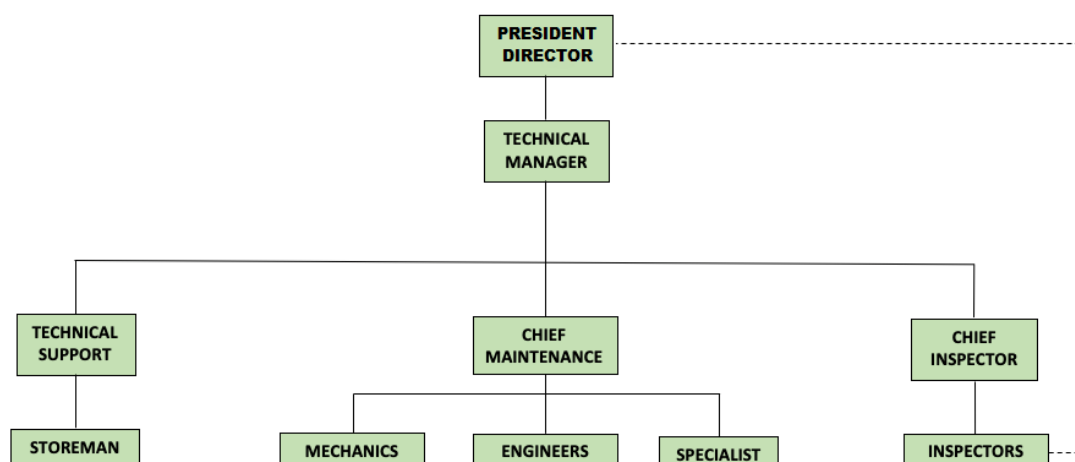 PRESIDENT
DIRECTOR
TECHNICAL
MANAGER
TECHNICAL
SUPPORT
CHIEF
MAINTENANCE
CHIEF
INSPECTOR
STOREMAN
MECHANICS
ENGINEERS
SPECIALIST
INSPECTORS